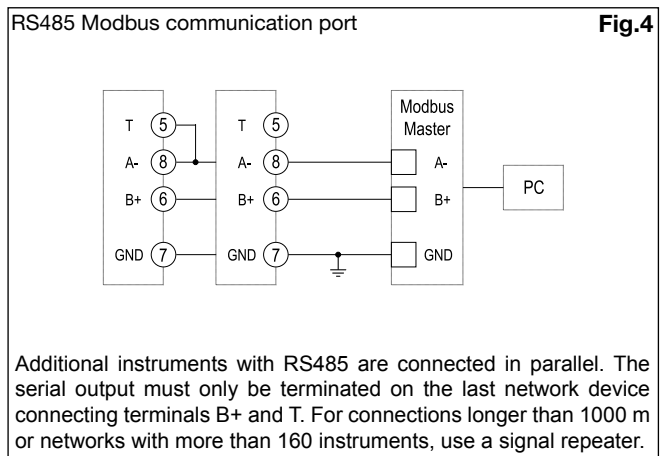 RS485 Modbus communication port
Fig.4
Modbus
Master
T 5 T 5
A- 8 A- 8 A-
B+ 6 B+ 6 B+
PC
GND 7 GND 7 GND
Additional instruments with RS485 are connected in parallel. The
serial output must only be terminated on the last network device
connecting terminals B+ and T. For connections longer than 1000 m
or networks with more than 160 instruments, use a signal repeater.